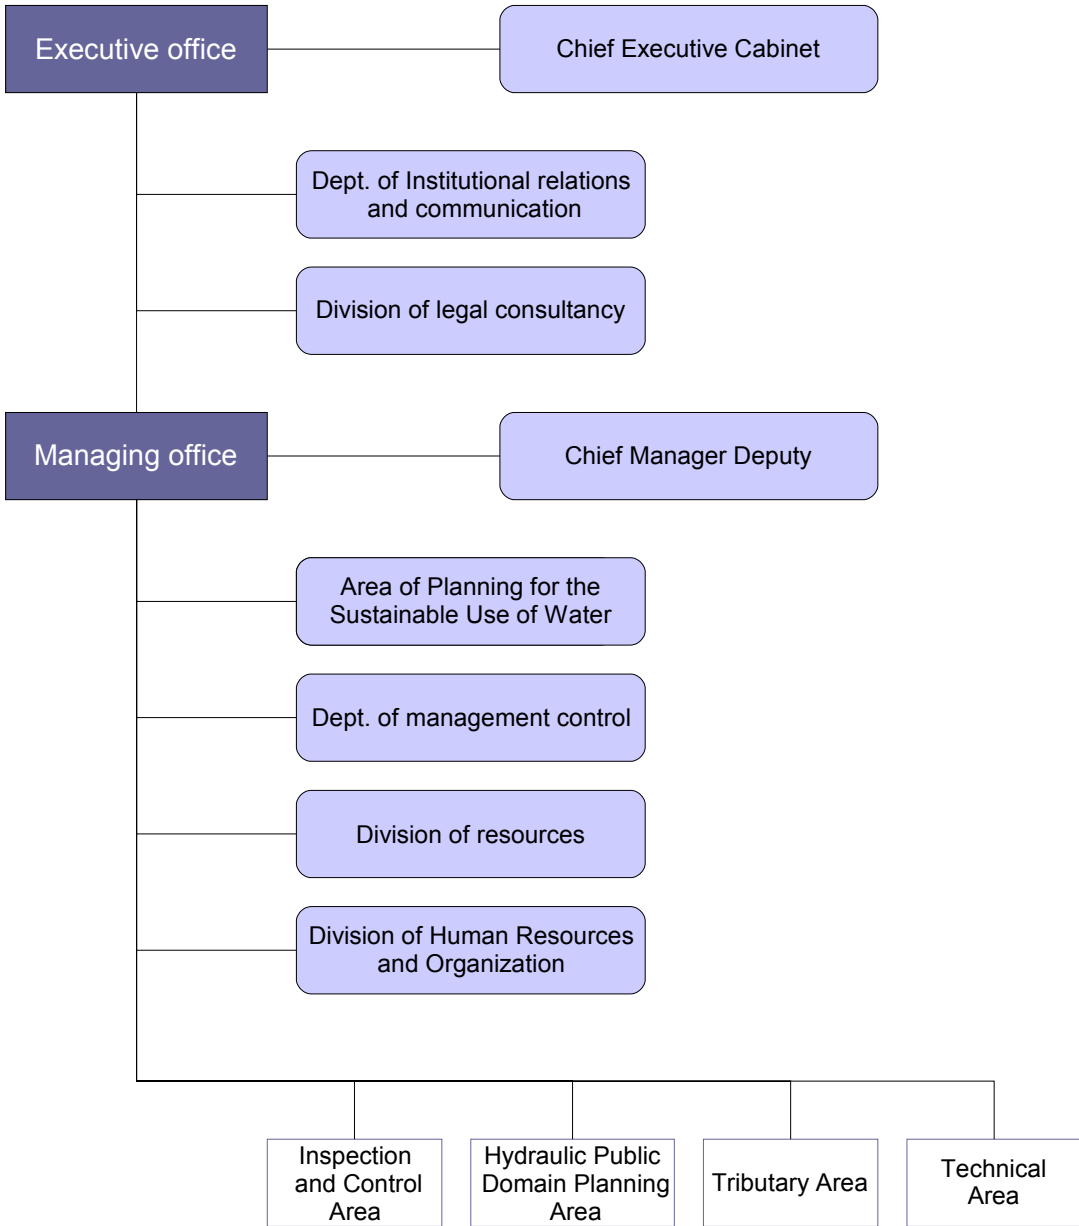 Executive office
Chief Executive Cabinet
Dept. of Institutional relations
and communication
Division of legal consultancy
Managing office
Chief Manager Deputy
Area of Planning for the
Sustainable Use of Water
Dept. of management control
Division of resources
Division of Human Resources
and Organization
Inspection
and Control
Area
Hydraulic Public
Domain Planning
Area
Tributary Area
Technical
Area